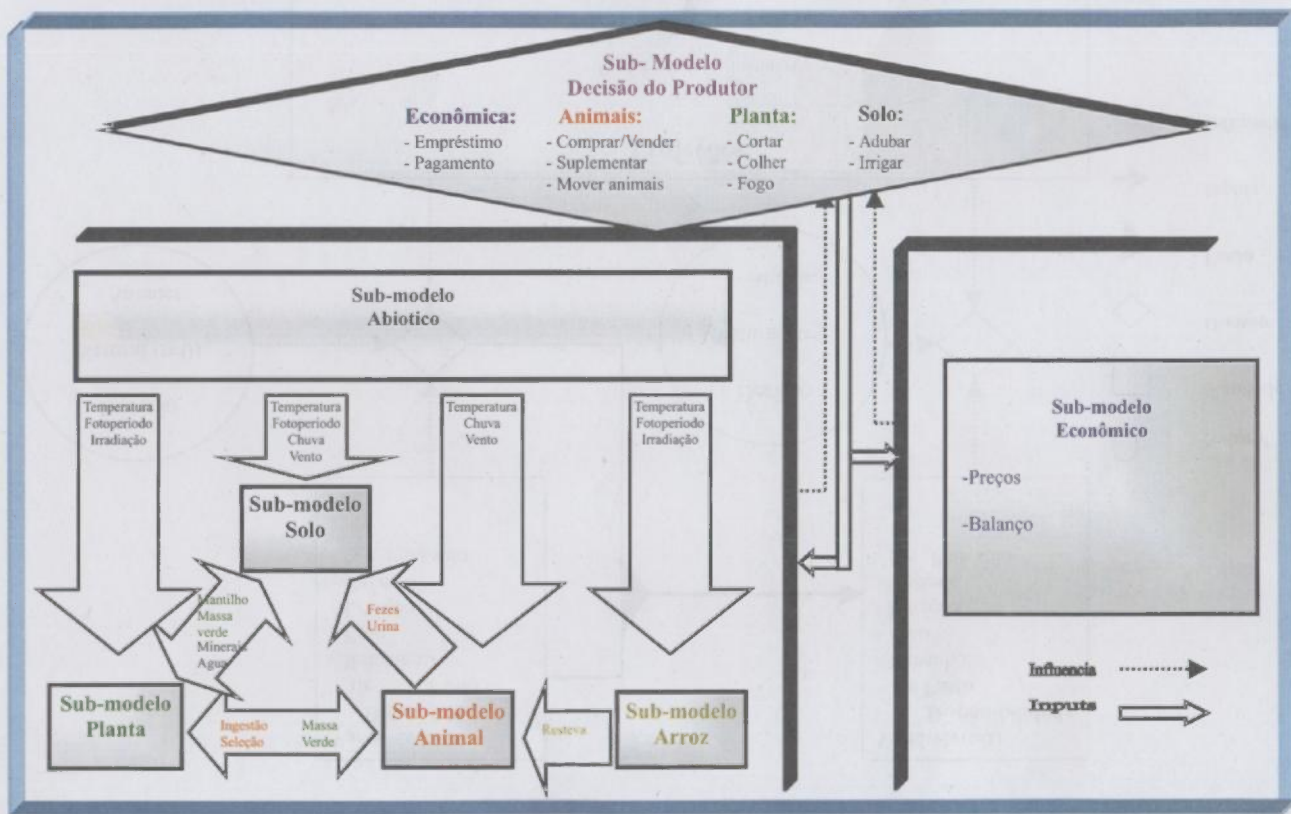 Sub- Modelo
Decisão do Produtor
Econômica:
- Empréstimo
- Pagamento
Animais:
- Comprar/Vender
- Suplementar
- Mover animais
Planta:
- Cortar
- Colher
- Fogo
Solo:
- Adubar
- Irrigar
Sub-modelo
Abiotico
Temperatura
Fotoperiodo
Irradiação
Temperatura
Fotoperiodo
Chuva
Vento
Temperatura
Chuva
Vento
Temperatura
Fotoperiodo
Irradiação
Sub-modelo
Solo
Mantilho
Massa
verde
Minerais
Agua
Fezes
Urina
Sub-modelo
Planta
Ingestão
Seleção
Massa
Verde
Sub-modelo
Animal
Resteva
Sub-modelo
Arroz
Sub-modelo
Econômico
-Preços
-Balanço
Influencia
Inputs